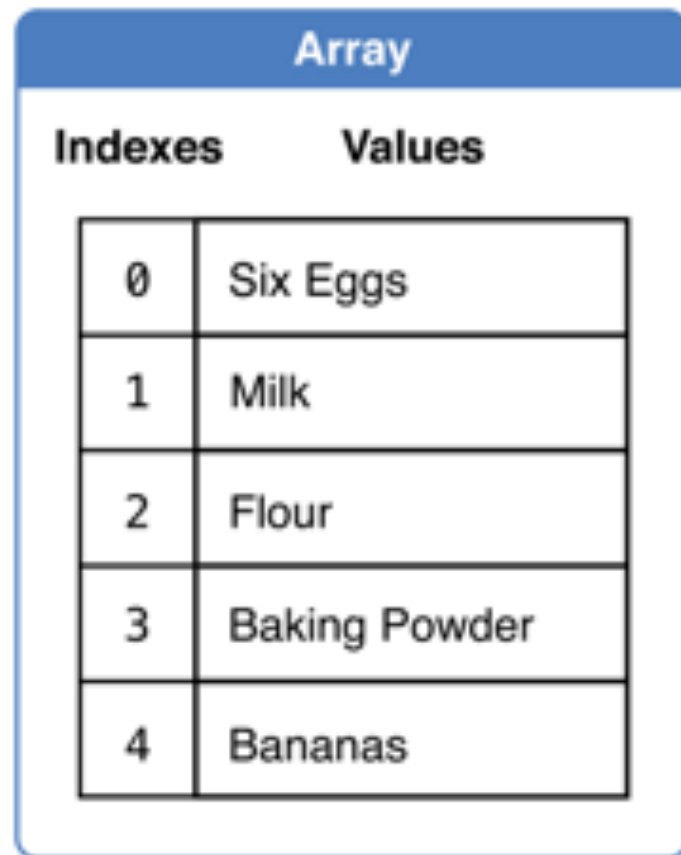 Array
Indexes Values
0 Six Eggs
1 Milk
2 Flour
3 Baking Powder
4 Bananas